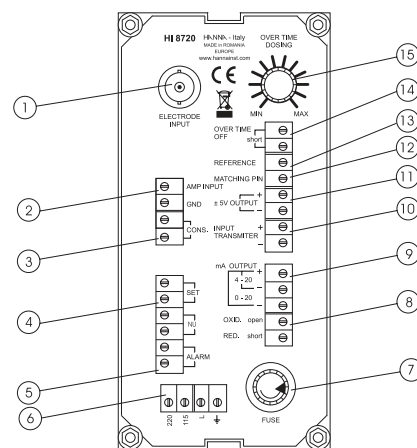 HI 8720
HANNA - Italy
MADE in ROMANIA
EUROPE
www.hannainst.com
OVER TIME
DOSING
MIN
MAX
ELECTRODE
INPUT
OVER TIME
OFF
short
REFERENCE
MATCHING PIN
± 5V OUTPUT
+
−
INPUT
TRANSMITER
+
−
AMP INPUT
GND
CONS.
mA OUTPUT
+
4 - 20
−
0 - 20
−
OXID. open
RED. short
SET
NU
ALARM
220
115
L
FUSE
1
2
3
4
5
6
15
14
13
12
11
10
9
8
7